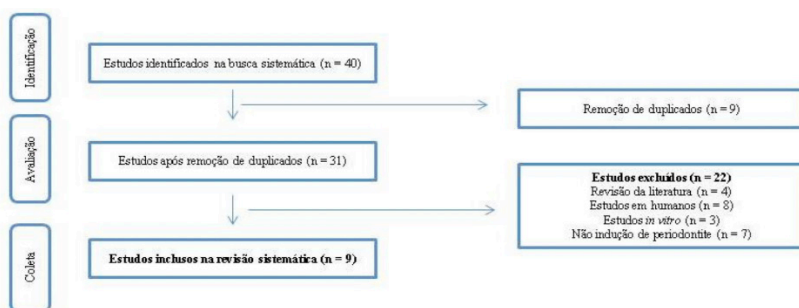 Identificação
Estudos identificados na busca sistemática (n = 40)
Remoção de duplicados (n = 9)
Avaliação
Estudos após remoção de duplicados (n = 31)
Estudos excluídos (n = 22)
Revisão da literatura (n = 4)
Estudos em humanos (n = 8)
Estudos in vitro (n = 3)
Não indução de periodontite (n = 7)
Coleta
Estudos inclusos na revisão sistemática (n = 9)